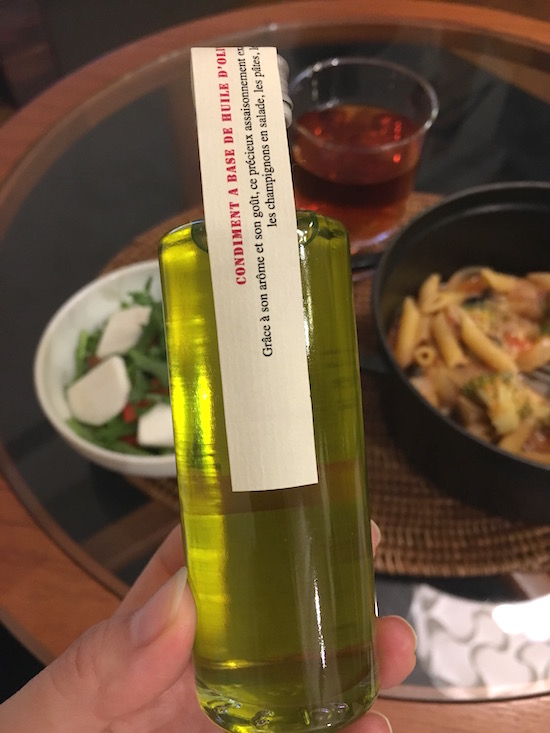 CONDIMENT A BASE DE HUILE D'OLI
Grâce à son arôme et son goût, ce précieux assaisonnement
les champignons en salade, les pâtes,